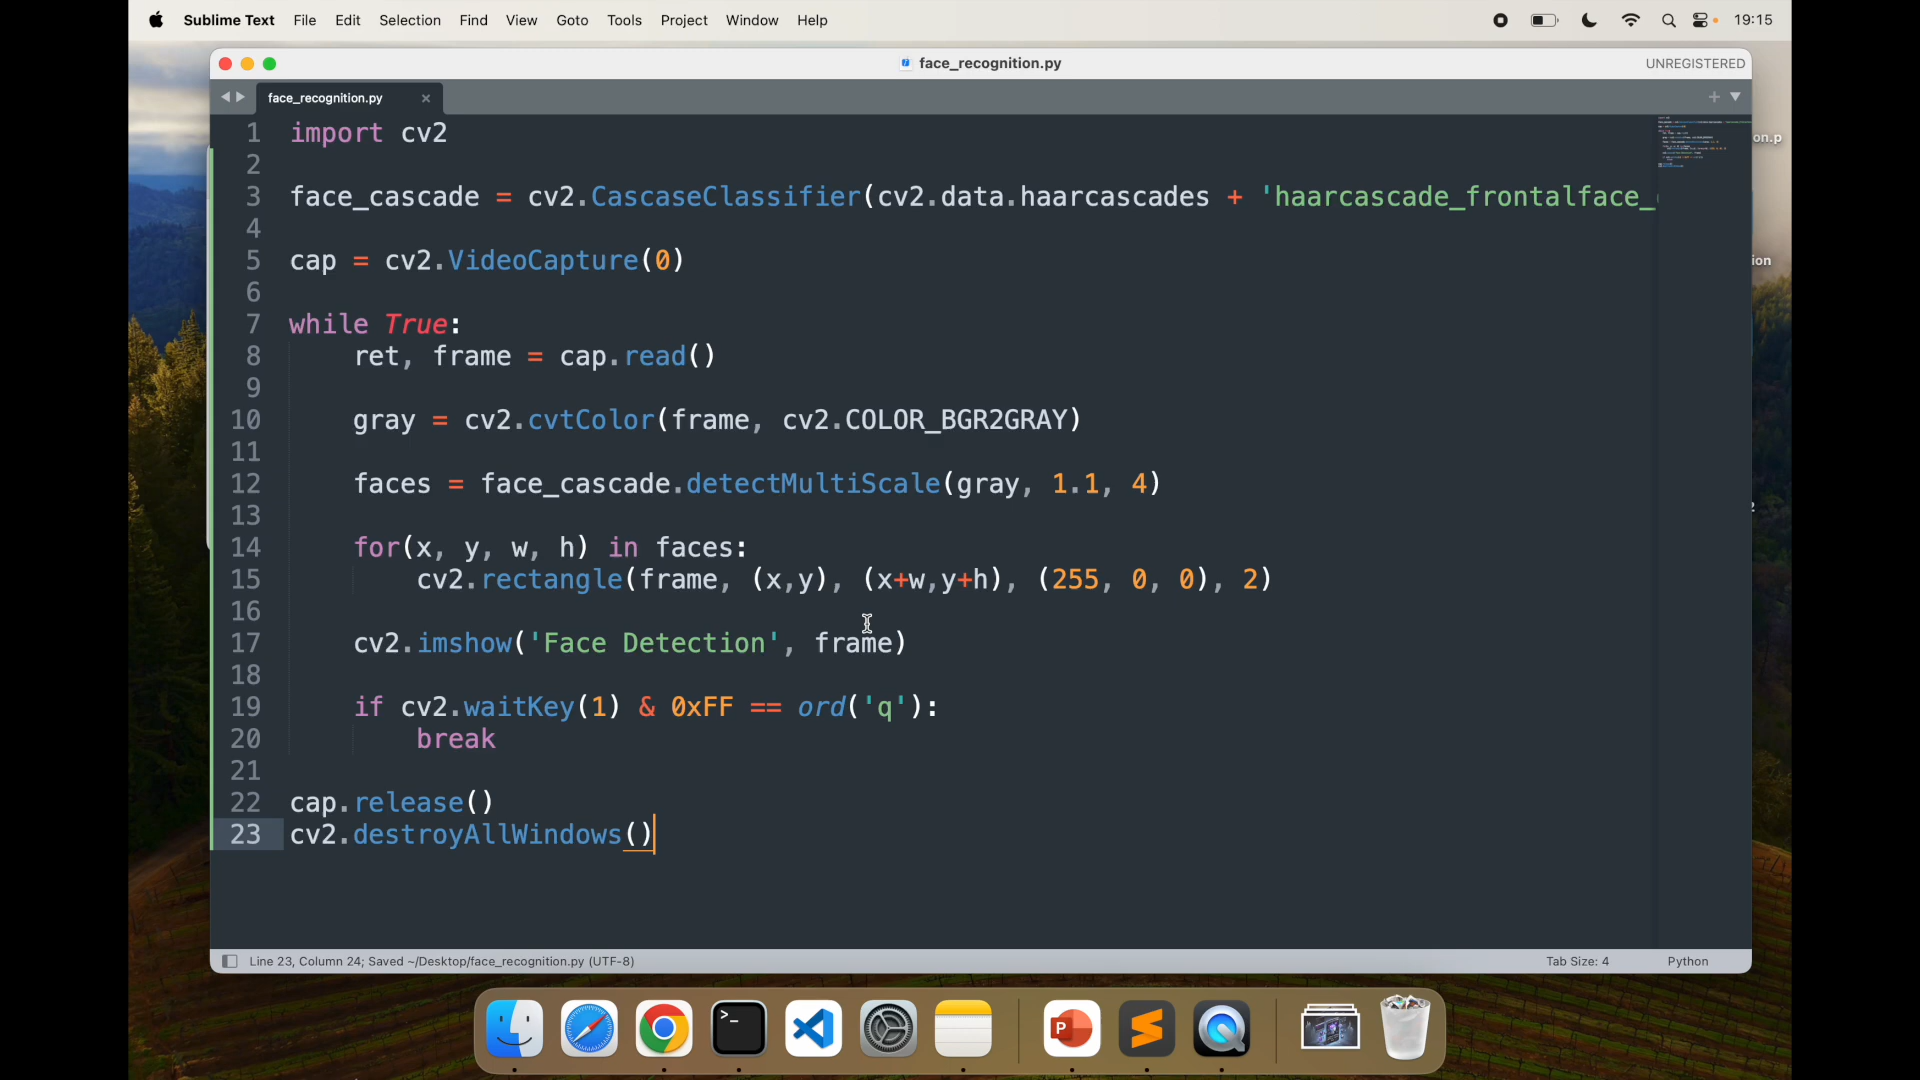 Sublime Text File Edit Selection Find View Goto Tools Project Window Help 19:15
face_recognition.py UNREGISTERED
face_recognition.py
1 import cv2
2
3 face_cascade = cv2.CascaseClassifier(cv2.data.haarcascades + 'haarcascade_frontalface_
4
5 cap = cv2.VideoCapture(0)
6
7 while True:
8 ret, frame = cap.read()
9
10 gray = cv2.cvtColor(frame, cv2.COLOR_BGR2GRAY)
11
12 faces = face_cascade.detectMultiScale(gray, 1.1, 4)
13
14 for(x, y, w, h) in faces:
15 cv2.rectangle(frame, (x,y), (x+w,y+h), (255, 0, 0), 2)
16
17 cv2.imshow('Face Detection', frame)
18
19 if cv2.waitKey(1) & 0xFF == ord('q'):
20 break
21
22 cap.release()
23 cv2.destroyAllWindows()
Line 23, Column 24; Saved ~/Desktop/face_recognition.py (UTF-8) Tab Size: 4 Python
on.p
ion